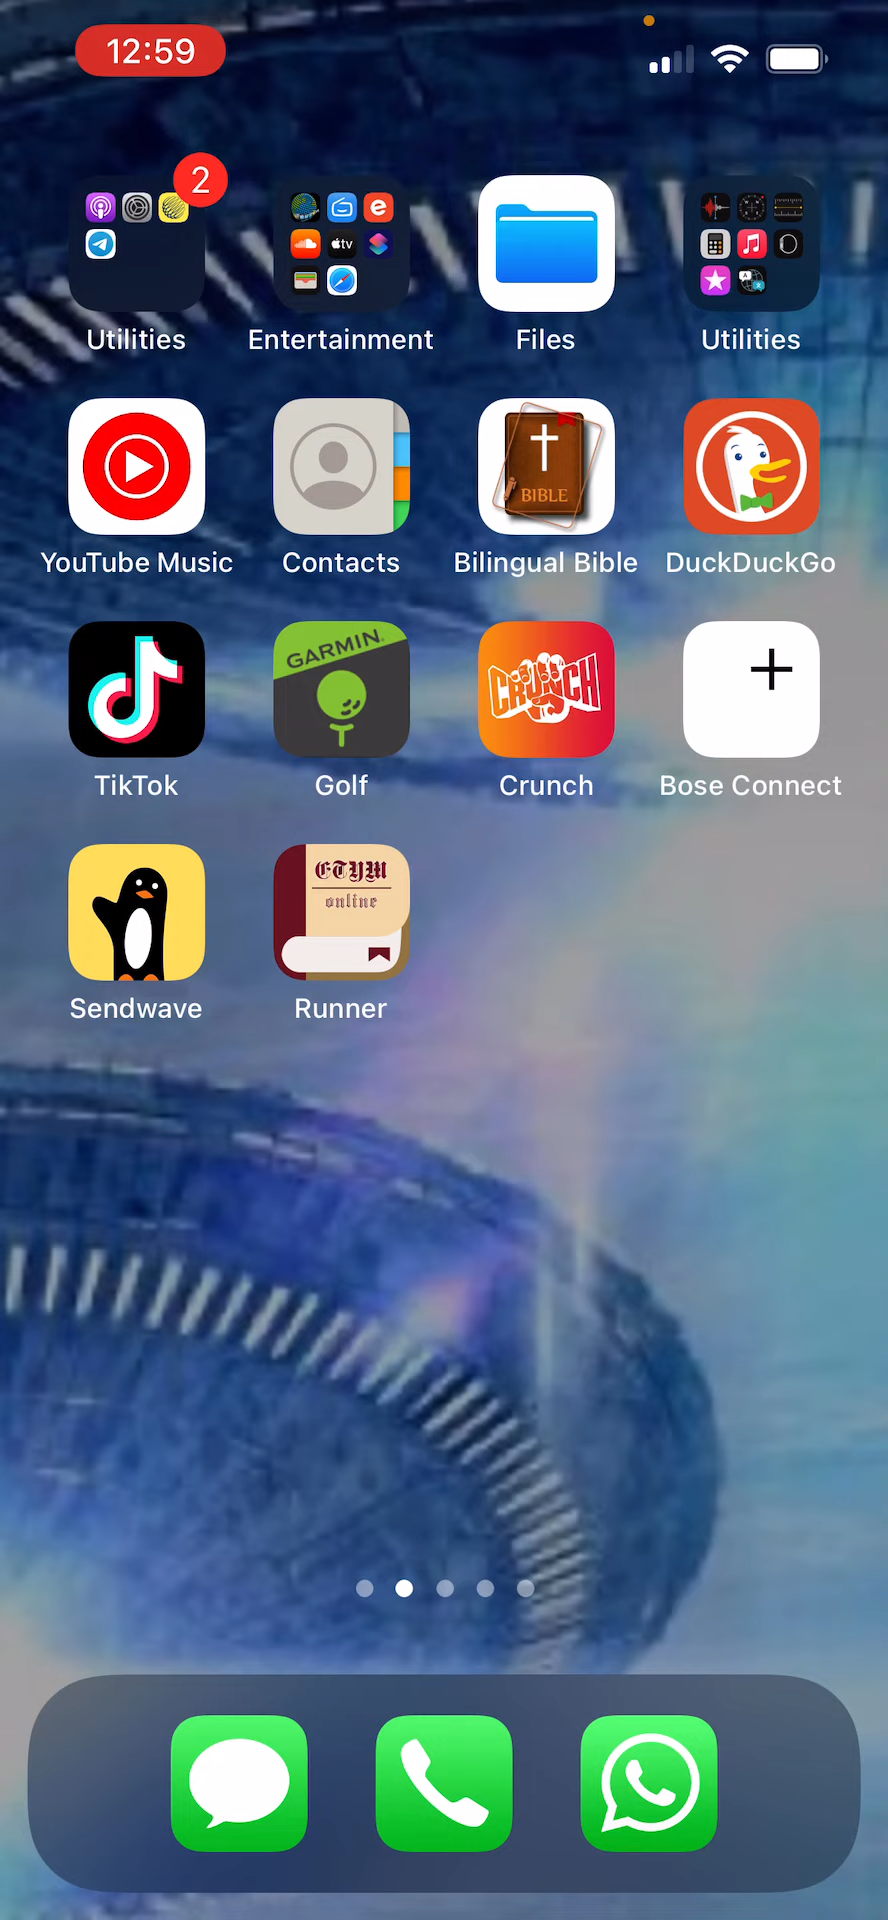 12:59
2
Utilities
Entertainment
Files
Utilities
tv
BIBLE
YouTube Music
Contacts
Bilingual Bible
DuckDuckGo
GARMIN
CRUNCH
TikTok
Golf
Crunch
Bose Connect
ETYM
online
Sendwave
Runner